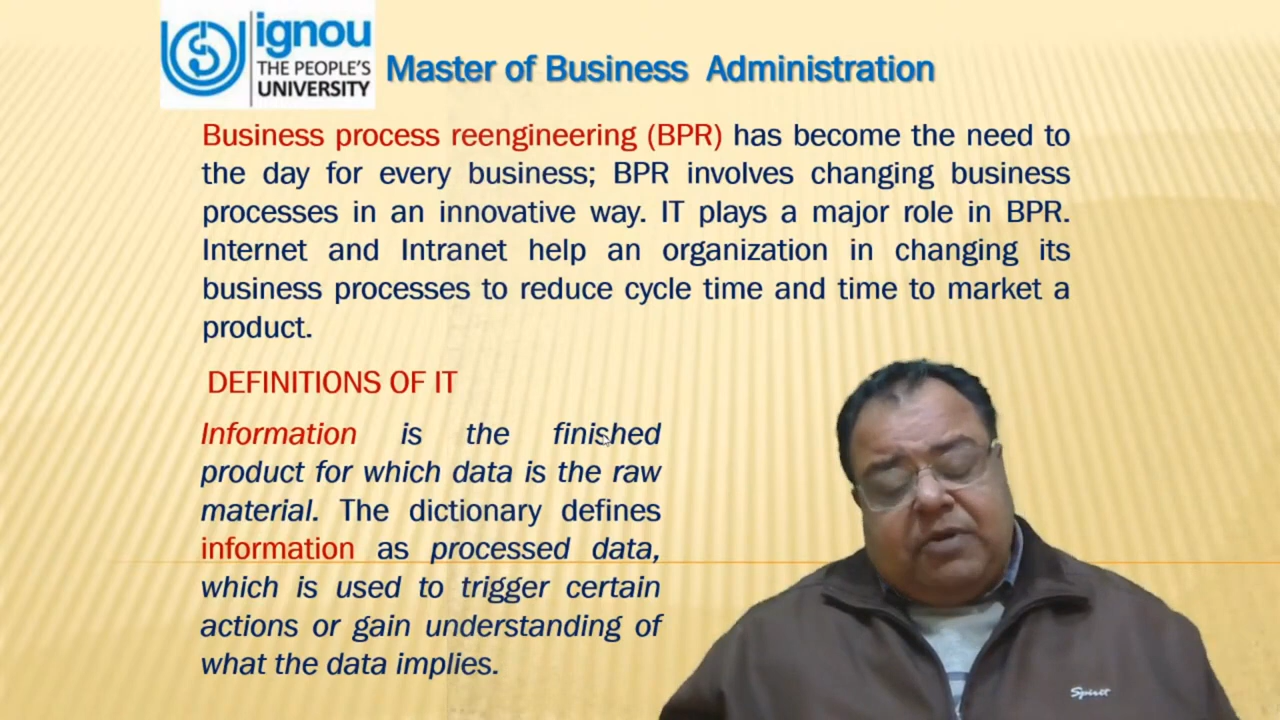 ignou
THE PEOPLE'S
UNIVERSITY
Master of Business Administration
Business process reengineering (BPR) has become the need to
the day for every business; BPR involves changing business
processes in an innovative way. IT plays a major role in BPR.
Internet and Intranet help an organization in changing its
business processes to reduce cycle time and time to market a
product.
DEFINITIONS OF IT
Information is the finished
product for which data is the raw
material. The dictionary defines
information as processed data,
which is used to trigger certain
actions or gain understanding of
what the data implies.
Spirit